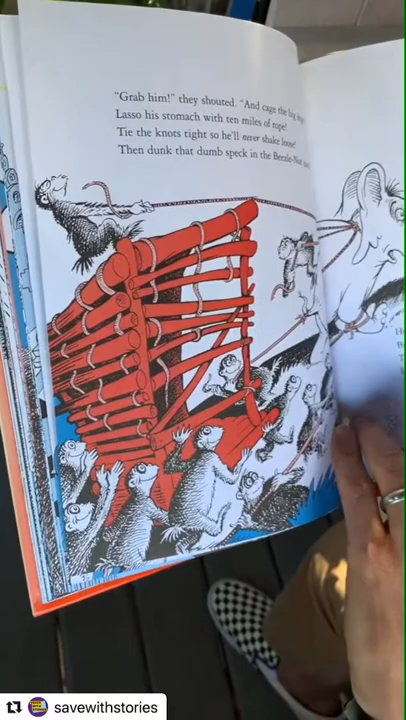 "Grab him!" they shouted. "And cage the big
Lasso his stomach with ten miles of rope!
Tie the knots tight so he'll never shake loose!
Then dunk that dumb speck in the Beezle-Nut
savewithstories